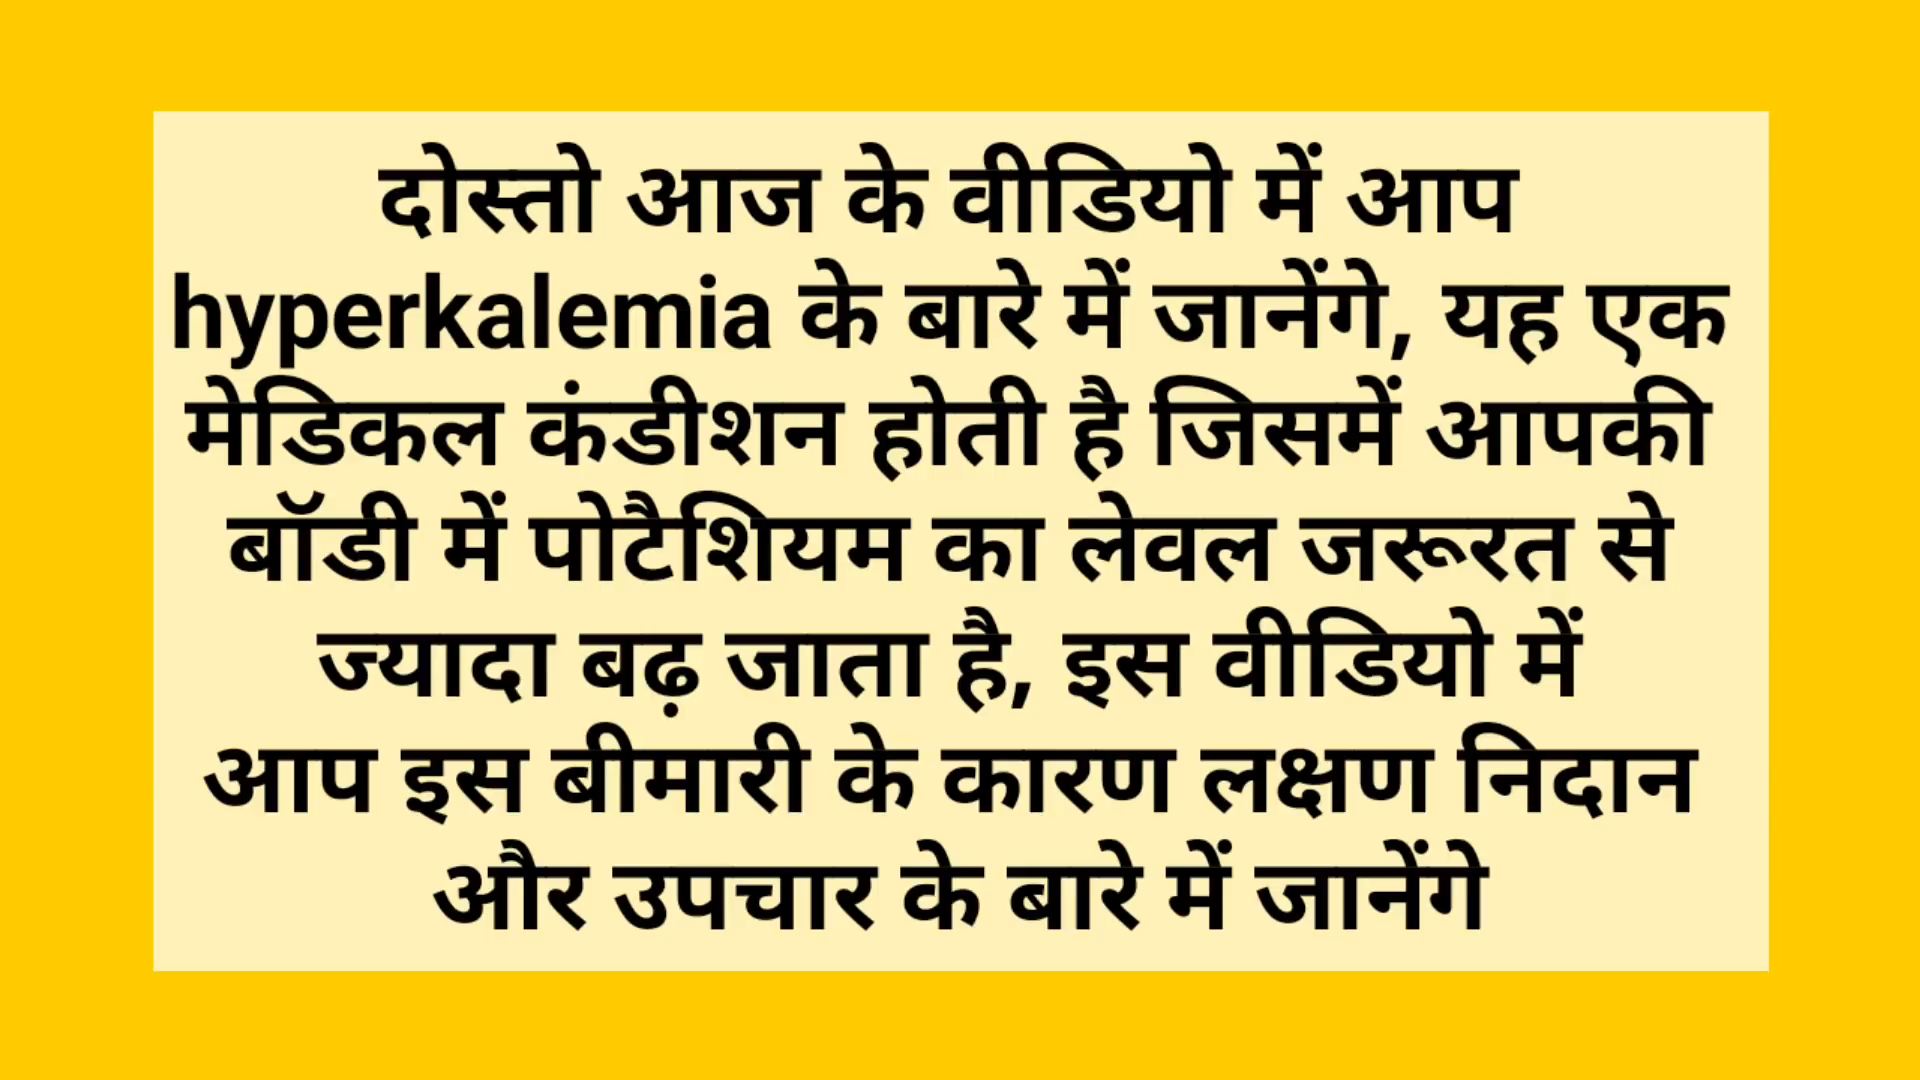 दोस्तो आज के वीडियो में आप
hyperkalemia के बारे में जानेंगे, यह एक
मेडिकल कंडीशन होती है जिसमें आपकी
बॉडी में पोटैशियम का लेवल जरूरत से
ज्यादा बढ़ जाता है, इस वीडियो में
आप इस बीमारी के कारण लक्षण निदान
और उपचार के बारे में जानेंगे